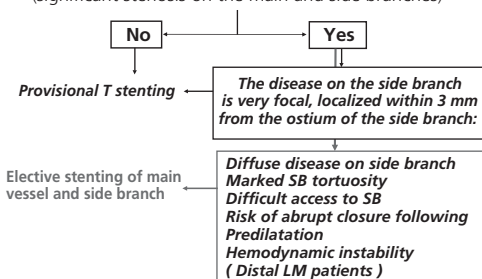 (significant stenosis on the main and side branches)
No
Yes
Provisional T stenting
The disease on the side branch
is very focal, localized within 3 mm
from the ostium of the side branch:
Elective stenting of main
vessel and side branch
Diffuse disease on side branch
Marked SB tortuosity
Difficult access to SB
Risk of abrupt closure following
Predilatation
Hemodynamic instability
( Distal LM patients )